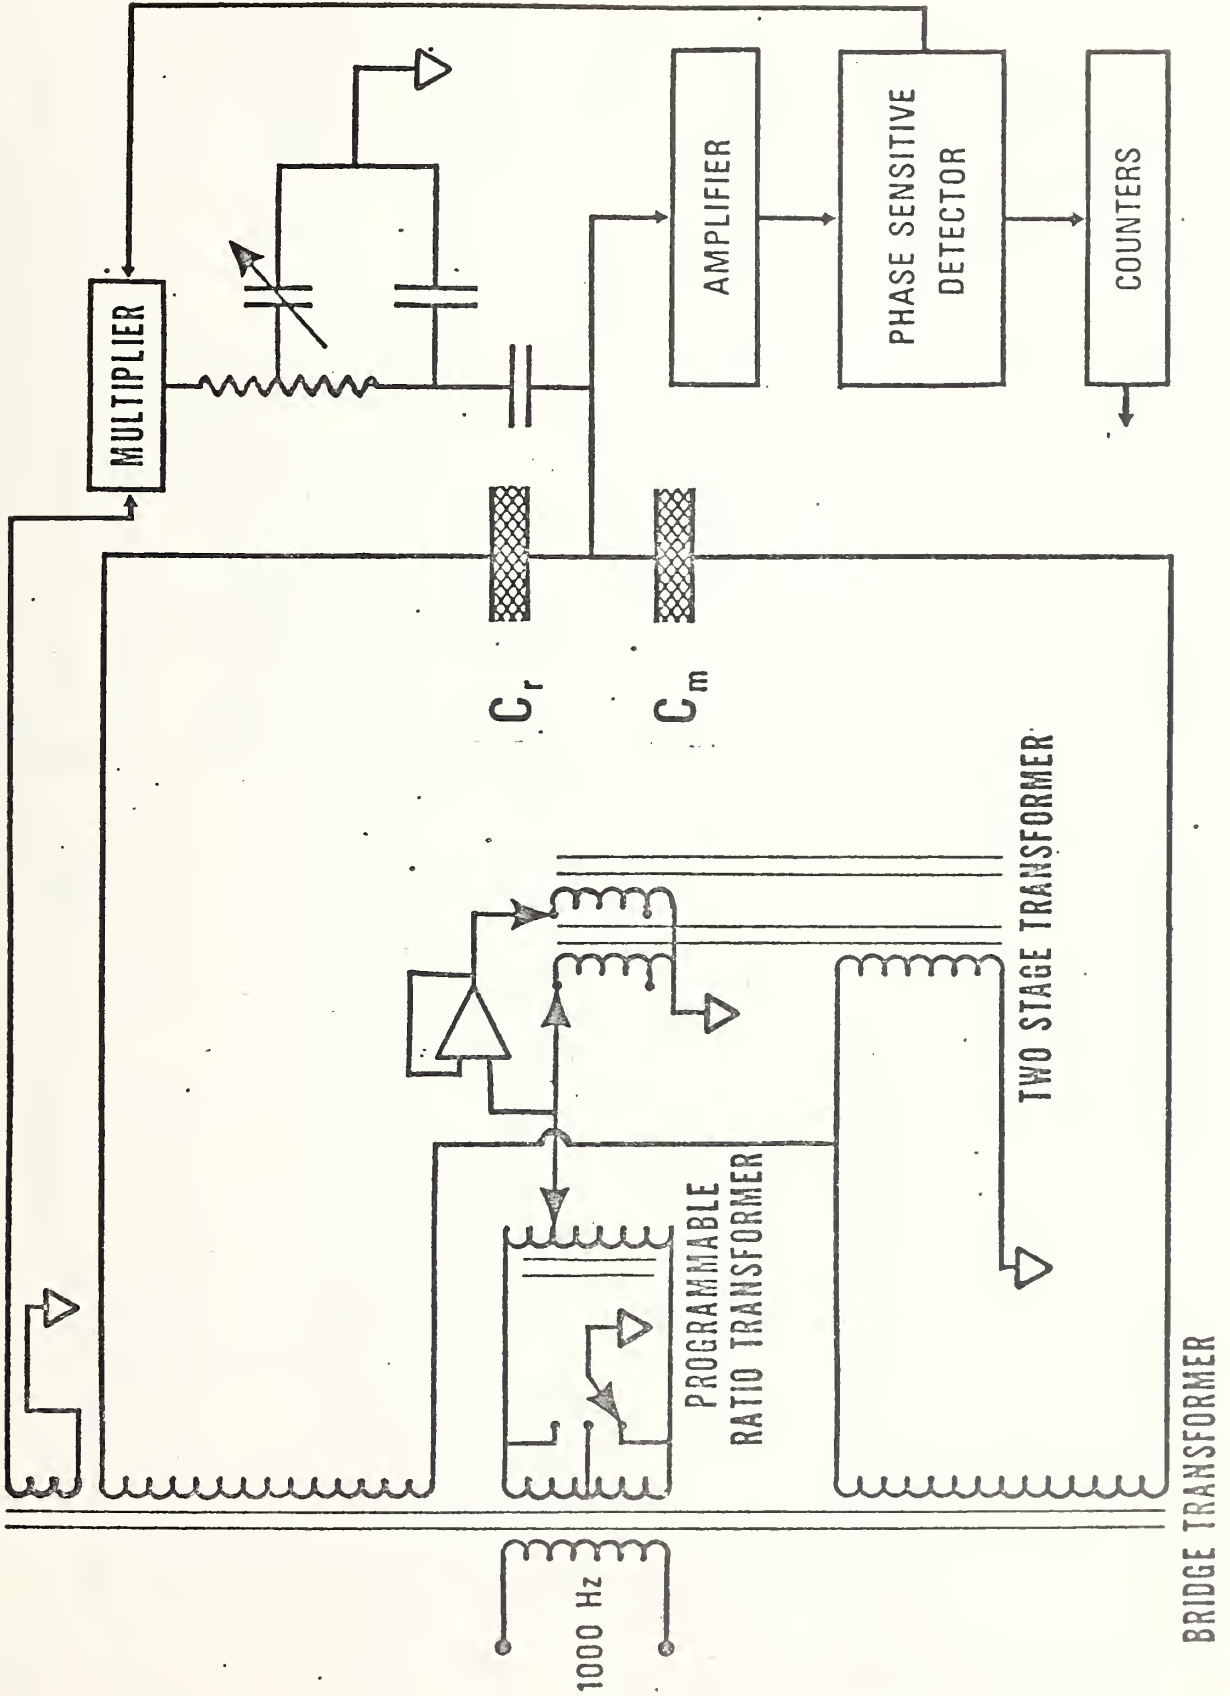 MULTIPLIER
AMPLIFIER
PHASE SENSITIVE
DETECTOR
COUNTERS
Cr
Cm
TWO STAGE TRANSFORMER
PROGRAMMABLE
RATIO TRANSFORMER
1000 Hz
BRIDGE TRANSFORMER